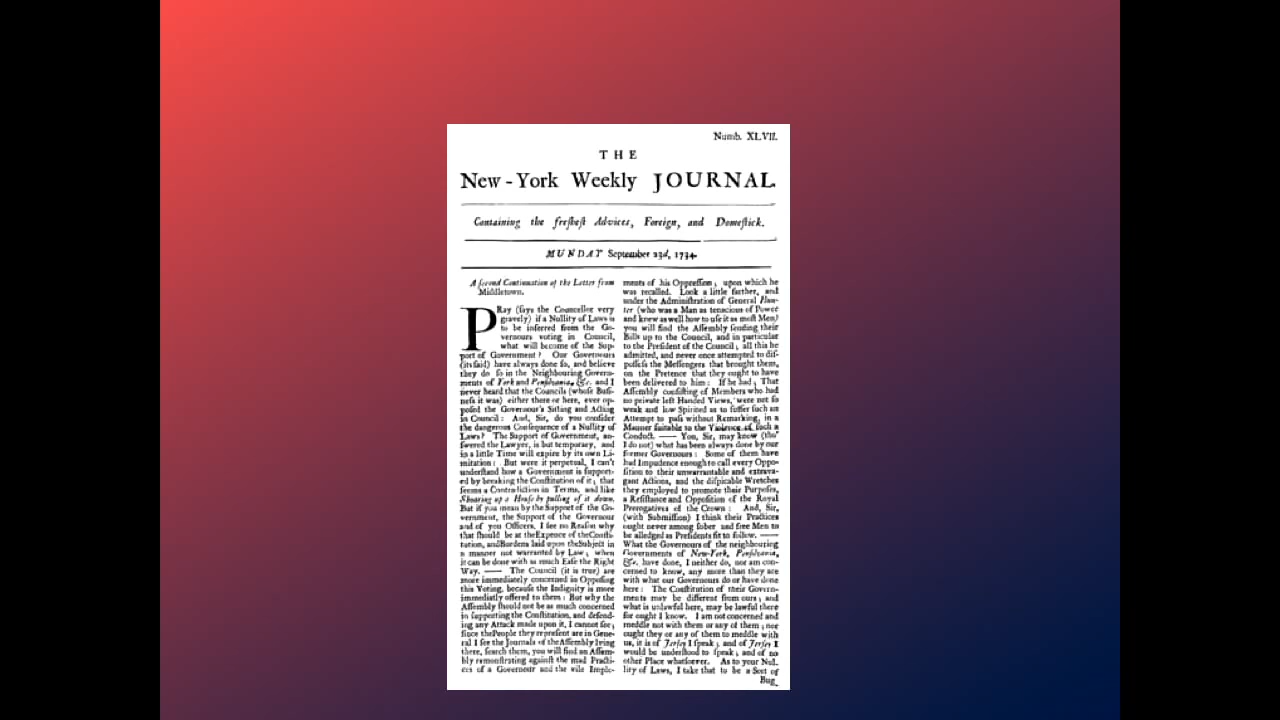 Numb. XLVII.
THE
New-York Weekly JOURNAL.
Containing the freſheſt Advices, Foreign, and Domeſtick.
MUNDAY September 23d, 1734.
A ſecond Continuation of the Letter from
Middletown.
PRay (ſays the Councellor very
gravely) if a Nullity of Laws is
to be inferred from the Go-
vernours voting in Council,
what will become of the Sup-
port of Government? Our Governours
(its ſaid) have always done ſo, and believe
they do ſo in the Neighbouring Govern-
ments of York and Penſilvania, &c. and I
never heard that the Councils (whoſe Buſi-
neſs it was) either there or here, ever op-
poſed the Governour's Sitting and Acting
in Council: And, Sir, do you conſider
the dangerous Conſequence of a Nullity of
Laws? The Support of Government, an-
ſwered the Lawyer, is but temporary, and
in a little Time will expire by its own Li-
mitation: But were it perpetual, I can't
underſtand how a Government is ſupport-
ed by breaking the Conſtitution of it; that
ſeems a Contradiction in Terms, and like
Shoaring up a Houſe by pulling of it down.
But if you mean by the Support of the Go-
vernment, the Support of the Governour
and of you Officers, I ſee no Reaſon why
that ſhould be at the Expence of the Conſti-
tution, and Bordens laid upon the Subject in
a manner not warranted by Law; when
it can be done with as much Eaſe the Right
Way. —— The Council (it is true) are
more immediately concerned in Oppoſing
this Voting, becauſe the Indignity is more
immediately offered to them: But why the
Aſſembly ſhould not be as much concerned
in ſupporting the Conſtitution, and defend-
ing any Attack made upon it, I cannot ſee;
ſince the People they repreſent are in Gene-
ral I ſee the Journals of the Aſſembly lying
there, ſearch them, you will find an Aſſem-
bly remonſtrating againſt the mad Practi-
ces of a Governour and the vile Imple-
ments of his Oppreſſion; upon which he
was recalled. Look a little farther, and
under the Adminiſtration of General Hun-
ter (who was a Man as tenacious of Power
and knew as well how to uſe it as moſt Men)
you will find the Aſſembly ſending their
Bills up to the Council, and in particular
to the Preſident of the Council; all this he
admitted, and never once attempted to diſ-
poſſeſs the Meſſengers that brought them,
on the Pretence that they ought to have
been delivered to him: If he had; That
Aſſembly conſiſting of Members who had
no private left Handed Views, were not ſo
weak and low Spirited as to ſuffer ſuch an
Attempt to paſs without Remarking, in a
Manner ſuitable to the Violence of ſuch a
Conduct. —— You, Sir, may know (tho'
I do not) what has been always done by our
former Governours: Some of them have
had Impudence enough to call every Oppo-
ſition to their unwarrantable and extrava-
gant Actions, and the diſpicable Wretches
they employed to promote their Purpoſes,
a Reſiſtance and Oppoſition of the Royal
Prerogatives of the Crown: And, Sir,
(with Submiſſion) I think their Practices
ought never among ſober and free Men to
be alledged as Preſidents fit to follow. ——
What the Governours of the neighbouring
Governments of New-York, Penſilvania,
&c. have done, I neither do, nor am con-
cerned to know, any more than they are
with what our Governours do or have done
here: The Conſtitution of their Govern-
ments may be different from ours; and
what is unlawful here, may be lawful there
for ought I know. I am not concerned and
meddle not with them or any of them; nor
ought they or any of them to meddle with
us, it is of Jerſey I ſpeak; and of Jerſey I
would be underſtood to ſpeak; and of no
other Place whatſoever. As to your Nul-
lity of Laws, I take that to be a Sort of
Bug